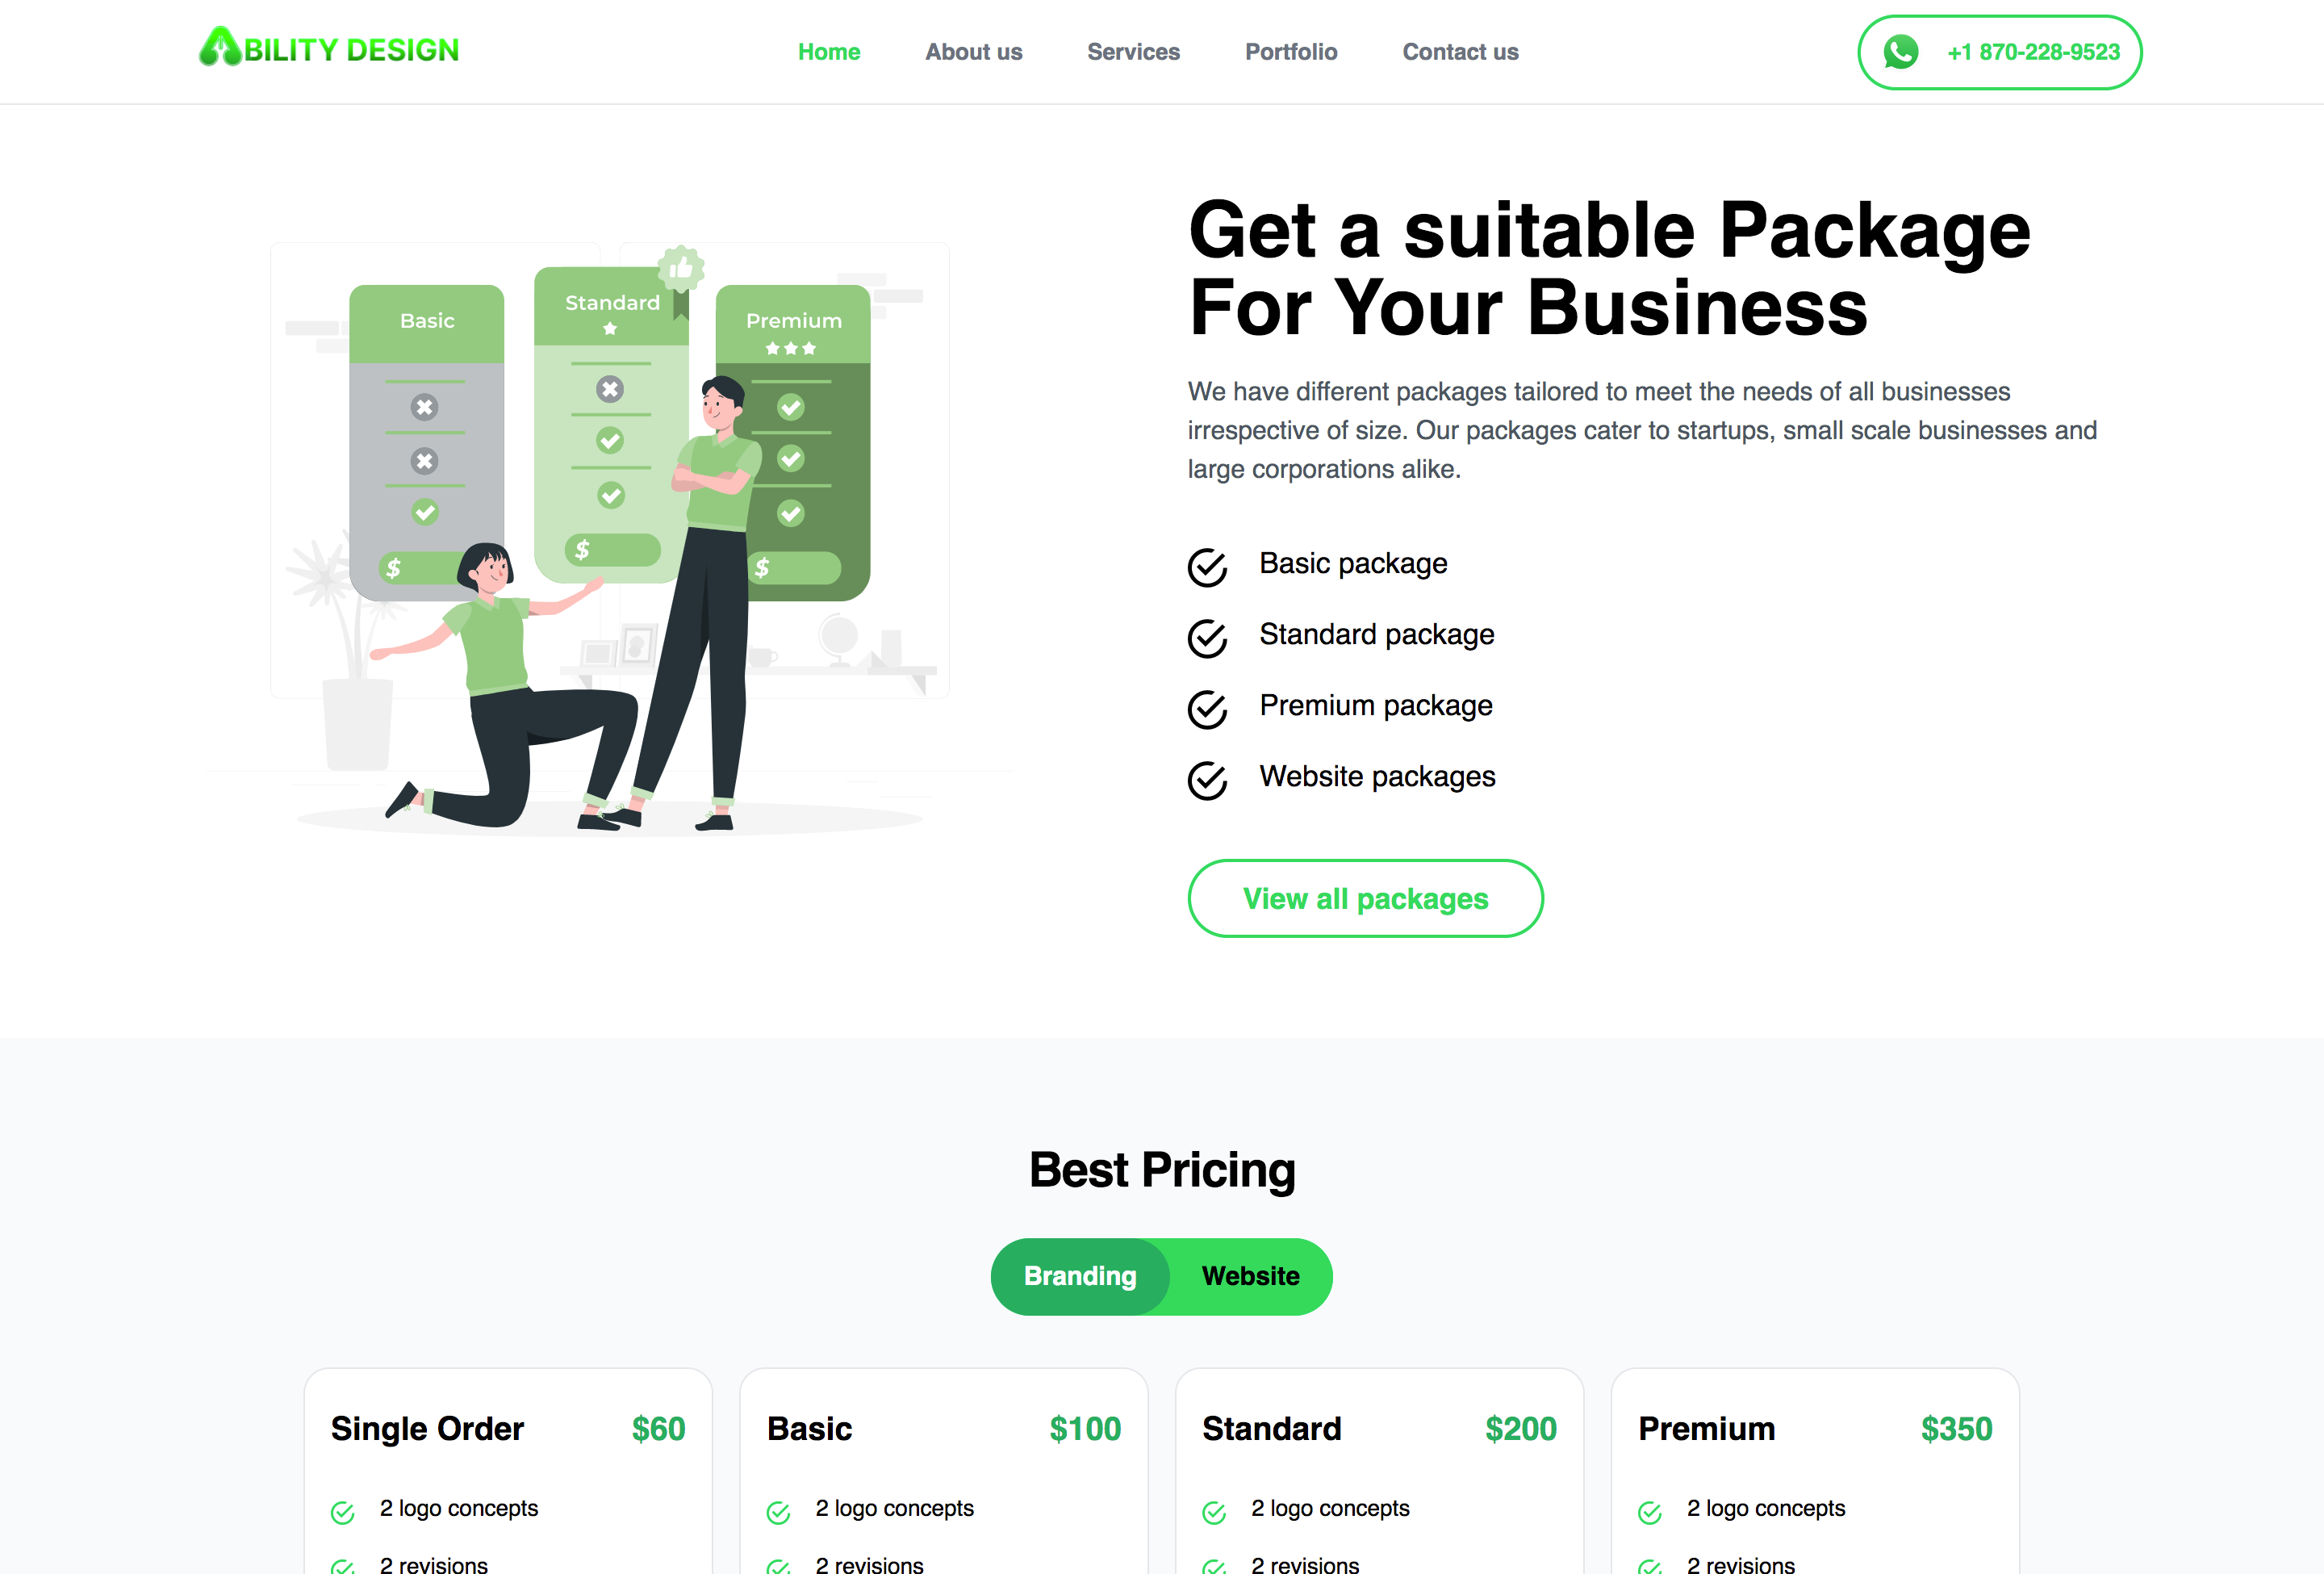 ABILITY DESIGN
Home
About us
Services
Portfolio
Contact us
+1 870-228-9523
Basic
$
Standard
$
Premium
$
Get a suitable Package
For Your Business
We have different packages tailored to meet the needs of all businesses
irrespective of size. Our packages cater to startups, small scale businesses and
large corporations alike.
Basic package
Standard package
Premium package
Website packages
View all packages
Best Pricing
Branding
Website
Single Order
$60
2 logo concepts
2 revisions
Basic
$100
2 logo concepts
2 revisions
Standard
$200
2 logo concepts
2 revisions
Premium
$350
2 logo concepts
2 revisions